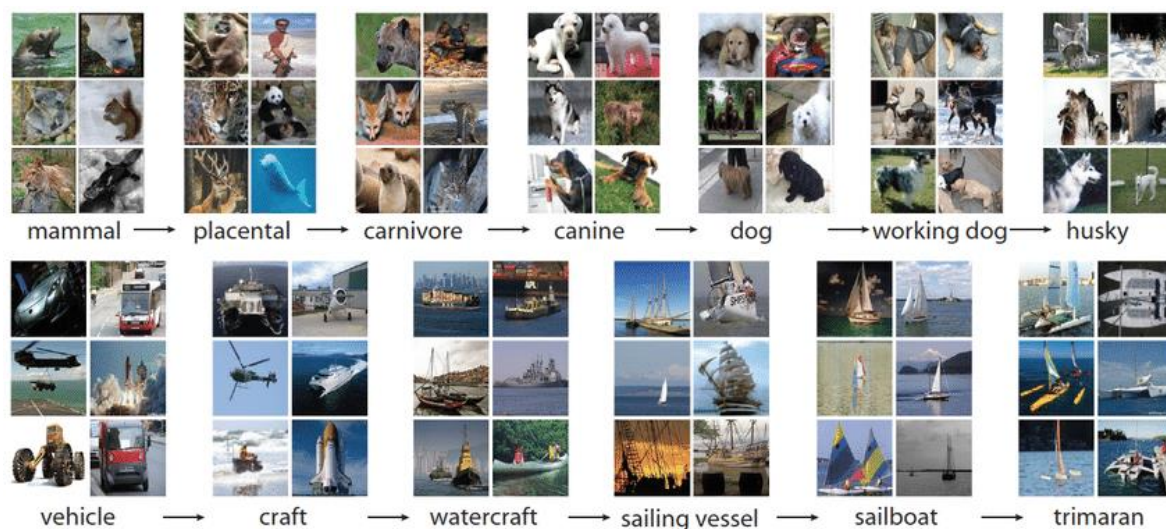 mammal → placental → carnivore → canine → dog → working dog → husky
vehicle → craft → watercraft → sailing vessel → sailboat → trimaran